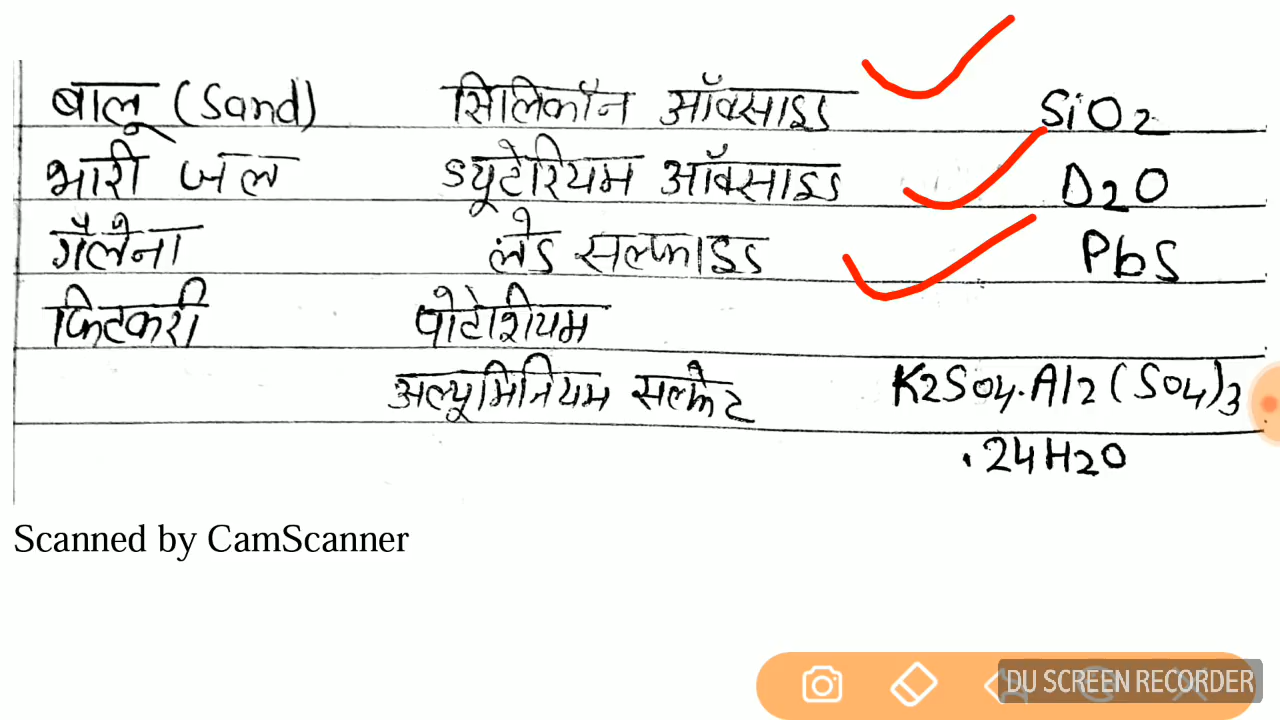 बालू (Sand) सिलिकॉन ऑक्साइड SiO2
भारी जल ड्यूटेरियम ऑक्साइड D2O
गैलेना लेड सल्फाइड PbS
फिटकरी पोटेशियम
अल्युमिनियम सल्फेट K2SO4.Al2(SO4)3
.24H2O
Scanned by CamScanner
DU SCREEN RECORDER